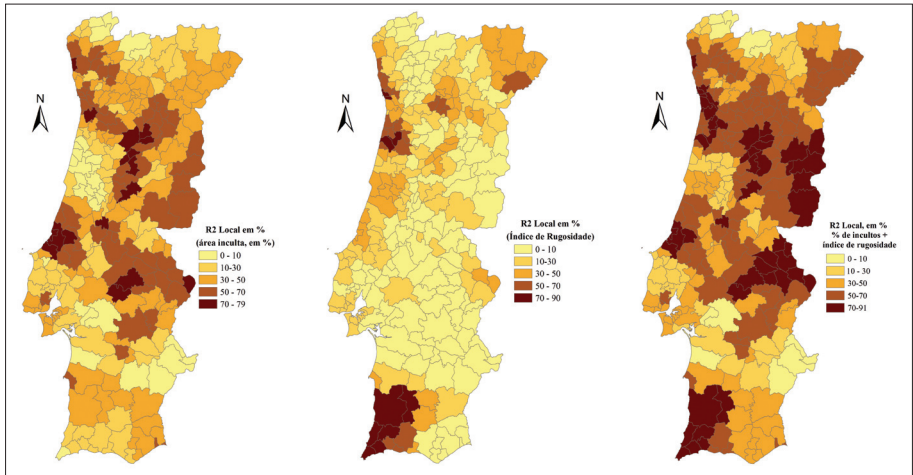 N
R2 Local em %
(área inculta, em %)
0 - 10
10-30
30 - 50
50 - 70
70 - 79
N
R2 Local em %
(Índice de Rugosidade)
0 - 10
10-30
30 - 50
50 - 70
70 - 90
N
R2 Local, em %
% de incultos +
índice de rugosidade
0 - 10
10 - 30
30-50
50-70
70-91